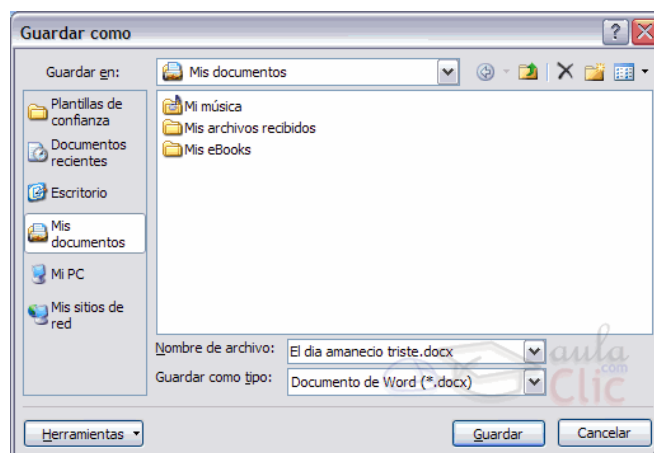 Guardar como
Guardar en:
Mis documentos
Plantillas de
confianza
Documentos
recientes
Escritorio
Mis
documentos
Mi PC
Mis sitios de
red
Mi música
Mis archivos recibidos
Mis eBooks
Nombre de archivo:
El dia amanecio triste.docx
Guardar como tipo:
Documento de Word (*.docx)
aula
.com
Clic
Herramientas
Guardar
Cancelar